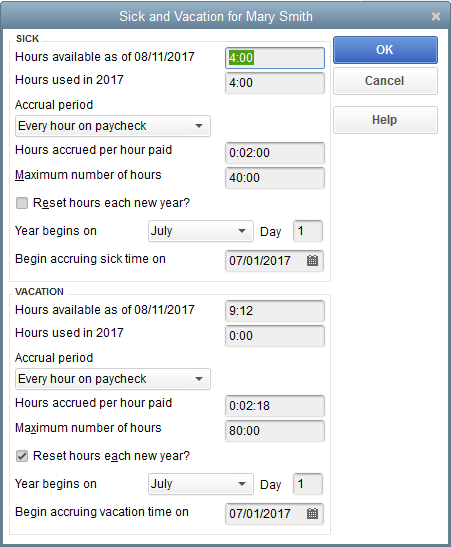 Sick and Vacation for Mary Smith
SICK
Hours available as of 08/11/2017 4:00
Hours used in 2017 4:00
Accrual period
Every hour on paycheck
Hours accrued per hour paid 0:02:00
Maximum number of hours 40:00
Reset hours each new year?
Year begins on July Day 1
Begin accruing sick time on 07/01/2017
VACATION
Hours available as of 08/11/2017 9:12
Hours used in 2017 0:00
Accrual period
Every hour on paycheck
Hours accrued per hour paid 0:02:18
Maximum number of hours 80:00
Reset hours each new year?
Year begins on July Day 1
Begin accruing vacation time on 07/01/2017
OK
Cancel
Help